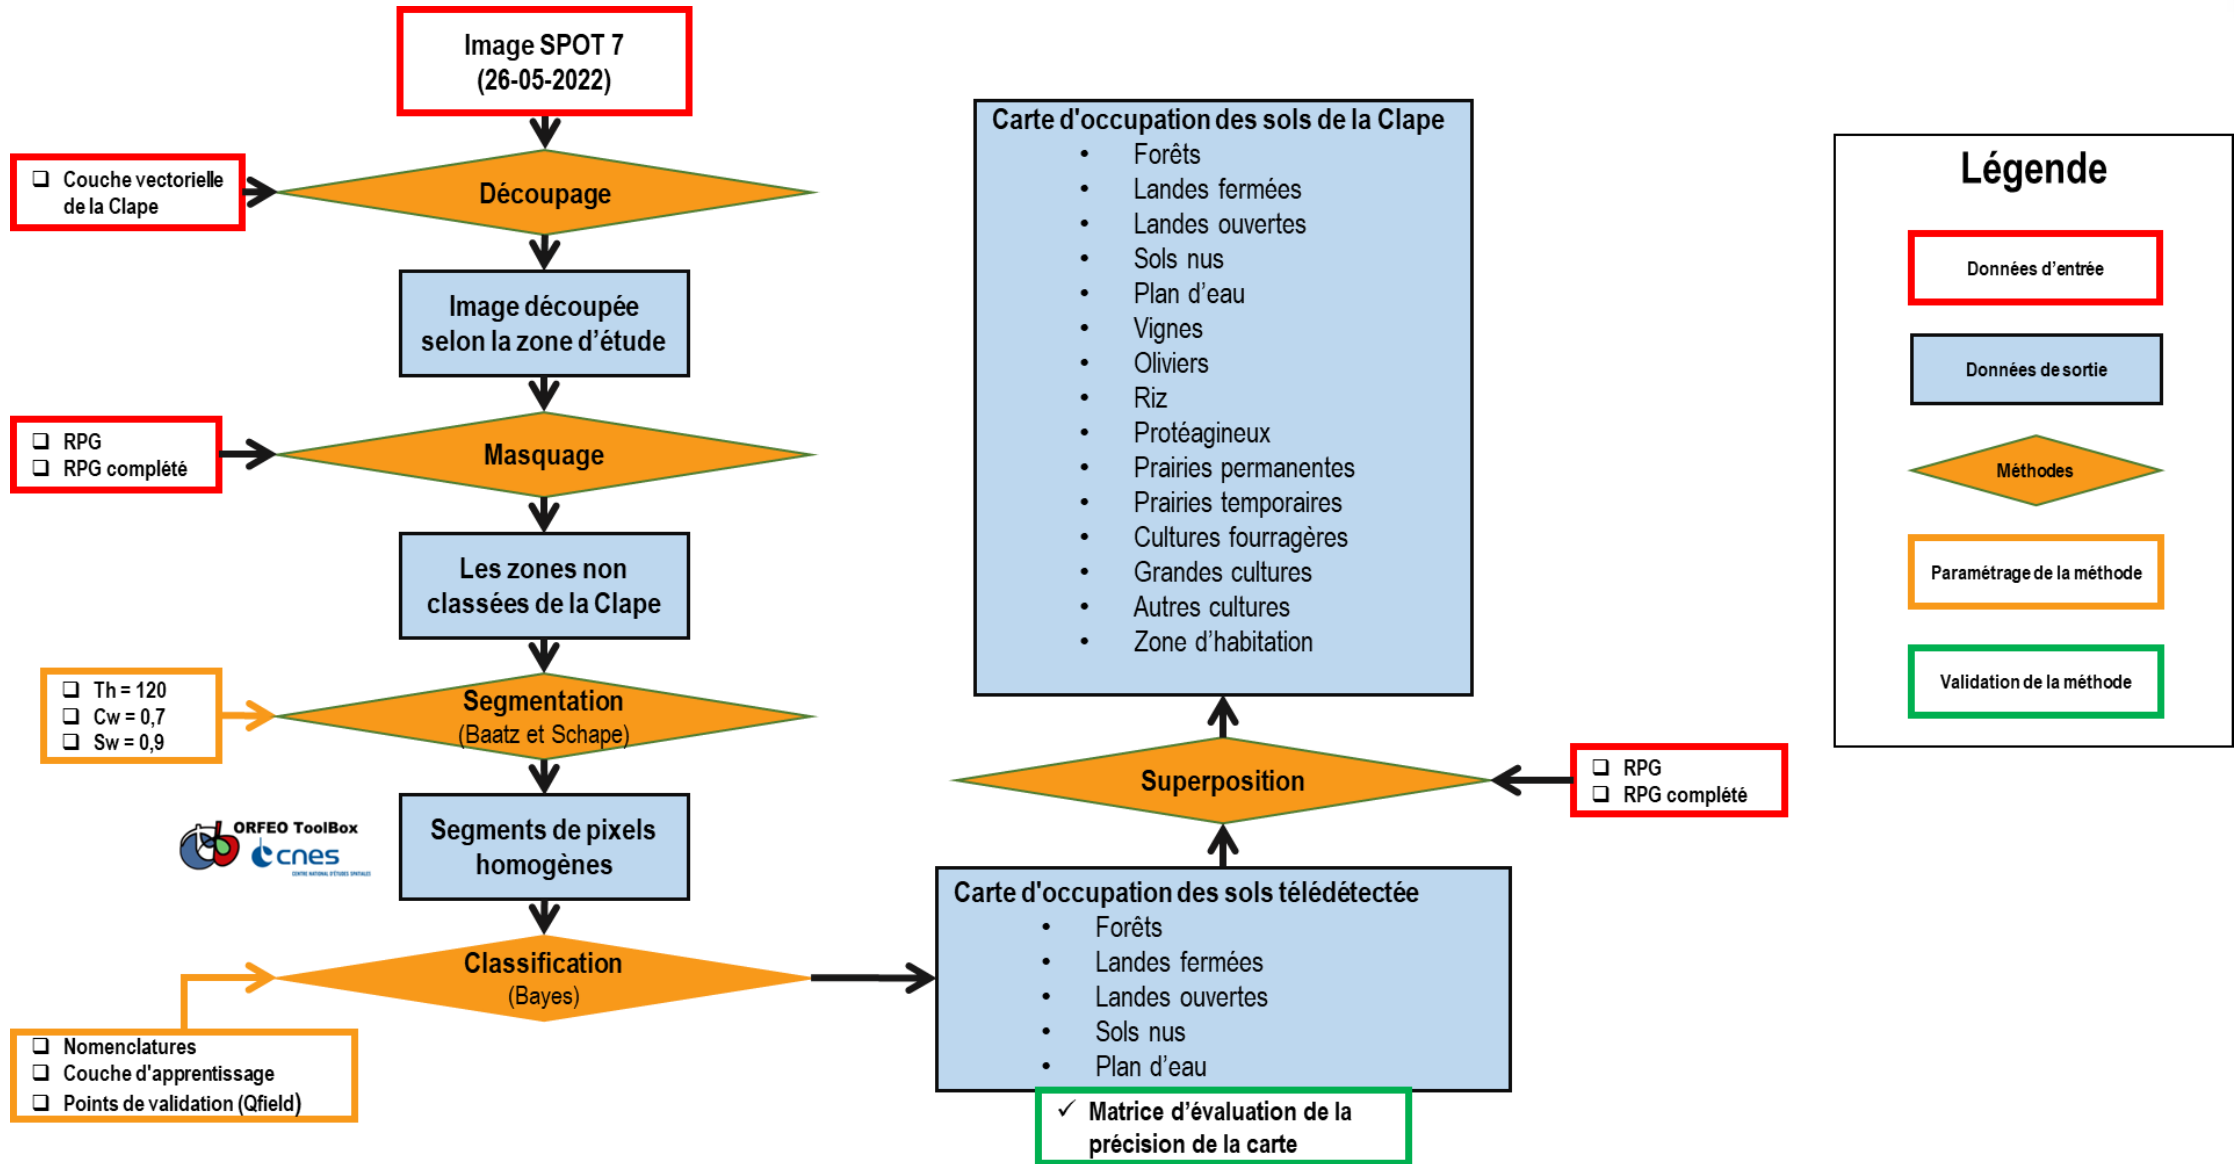 Image SPOT 7
(26-05-2022)
❑ Couche vectorielle
de la Clape
Découpage
Image découpée
selon la zone d’étude
❑ RPG
❑ RPG complété
Masquage
Les zones non
classées de la Clape
❑ Th = 120
❑ Cw = 0,7
❑ Sw = 0,9
Segmentation
(Baatz et Schape)
ORFEO ToolBox
cnes
CENTRE NATIONAL D'ÉTUDES SPATIALES
Segments de pixels
homogènes
Classification
(Bayes)
❑ Nomenclatures
❑ Couche d'apprentissage
❑ Points de validation (Qfield)
Carte d'occupation des sols de la Clape
• Forêts
• Landes fermées
• Landes ouvertes
• Sols nus
• Plan d’eau
• Vignes
• Oliviers
• Riz
• Protéagineux
• Prairies permanentes
• Prairies temporaires
• Cultures fourragères
• Grandes cultures
• Autres cultures
• Zone d’habitation
Superposition
❑ RPG
❑ RPG complété
Carte d'occupation des sols télédétectée
• Forêts
• Landes fermées
• Landes ouvertes
• Sols nus
• Plan d’eau
✓ Matrice d’évaluation de la
précision de la carte
Légende
Données d’entrée
Données de sortie
Méthodes
Paramétrage de la méthode
Validation de la méthode